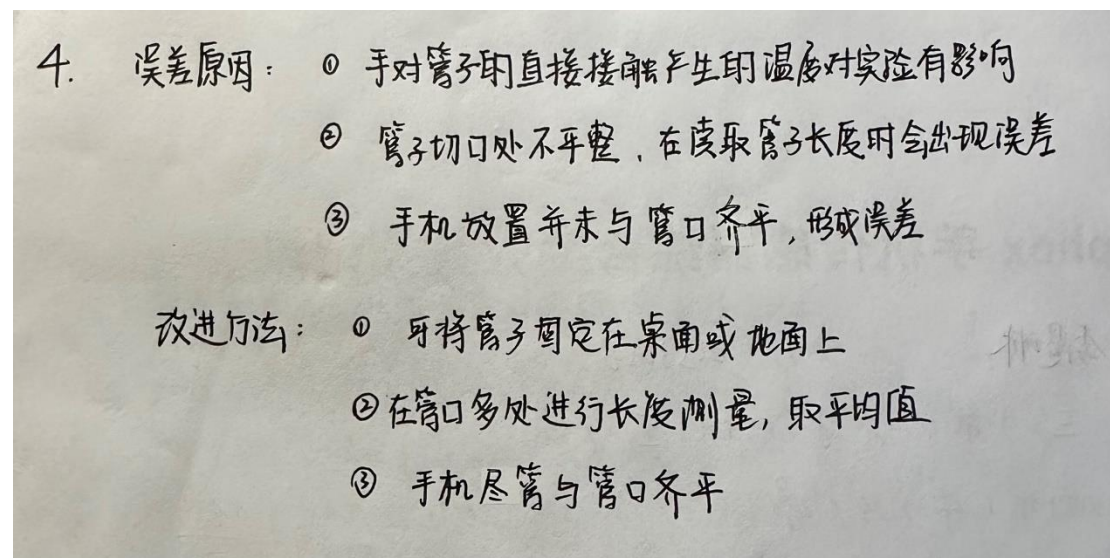 4. 误差原因: ① 手对管子的直接接触产生的温度对实验有影响
② 管子切口处不平整,在读取管子长度时会出现误差
③ 手机放置并未与管口齐平,形成误差
改进方法: ① 可将管子固定在桌面或地面上
② 在管口多处进行长度测量,取平均值
③ 手机尽管与管口齐平